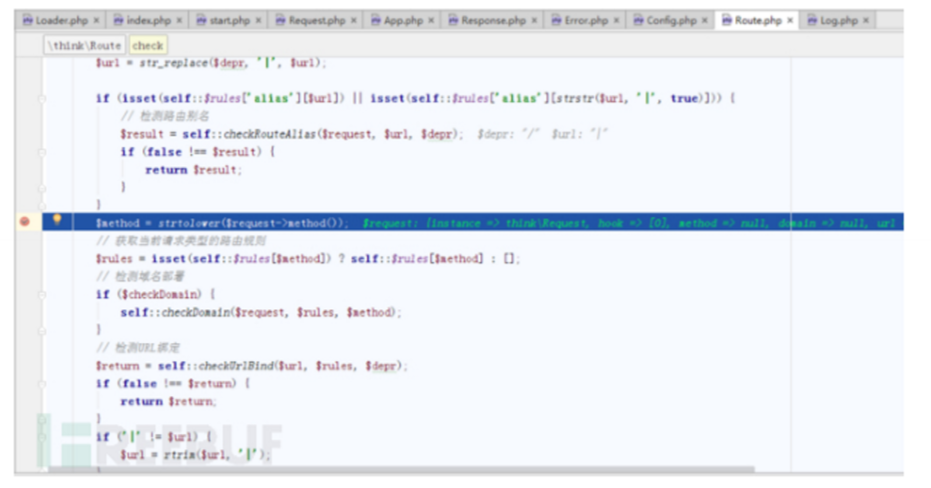 Loader.php × index.php × start.php × Request.php × App.php × Response.php × Error.php × Config.php × Route.php × Log.php ×
\think\Route check
$url = str_replace($depr, '|', $url);
if (isset(self::$rules['alias'][$url]) || isset(self::$rules['alias'][strstr($url, '|', true)])) {
// 检测路由别名
$result = self::checkRouteAlias($request, $url, $depr); $depr: "/" $url: "|"
if (false !== $result) {
return $result;
}
}
$method = strtolower($request->method()); $request: {instance => think\Request, hook => [0], method => null, domain => null, url
// 获取当前请求类型的路由规则
$rules = isset(self::$rules[$method]) ? self::$rules[$method] : [];
// 检测域名部署
if ($checkDomain) {
self::checkDomain($request, $rules, $method);
}
// 检测URL绑定
$return = self::checkUrlBind($url, $rules, $depr);
if (false !== $return) {
return $return;
}
if ('|' != $url) {
$url = rtrim($url, '|');
FREEBUF